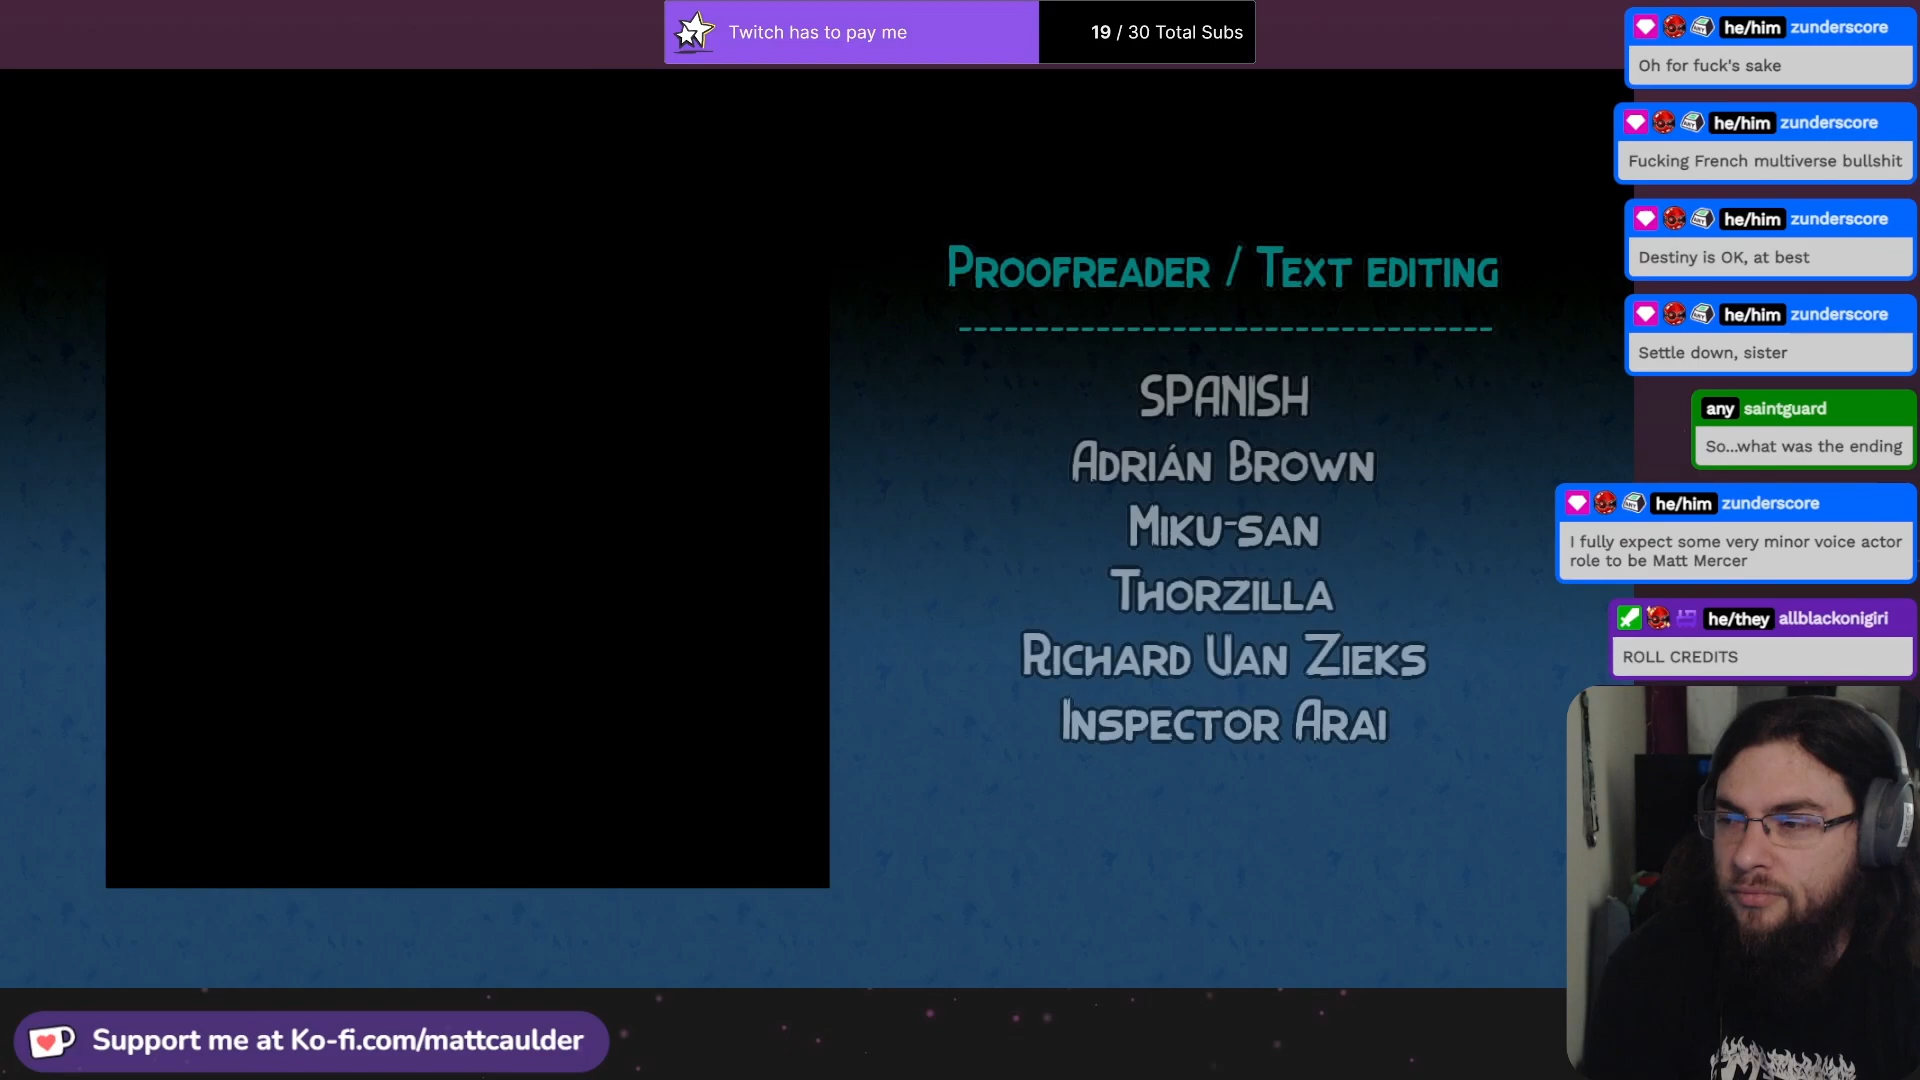 Twitch has to pay me
19 / 30 Total Subs
PROOFREADER / TEXT EDITING
SPANISH
ADRIÁN BROWN
MIKU-SAN
THORZILLA
RICHARD VAN ZIEKS
INSPECTOR ARAI
he/him zunderscore
Oh for fuck's sake
he/him zunderscore
Fucking French multiverse bullshit
he/him zunderscore
Destiny is OK, at best
he/him zunderscore
Settle down, sister
any saintguard
So...what was the ending
he/him zunderscore
I fully expect some very minor voice actor
role to be Matt Mercer
he/they allblackonigiri
ROLL CREDITS
Support me at Ko-fi.com/mattcaulder